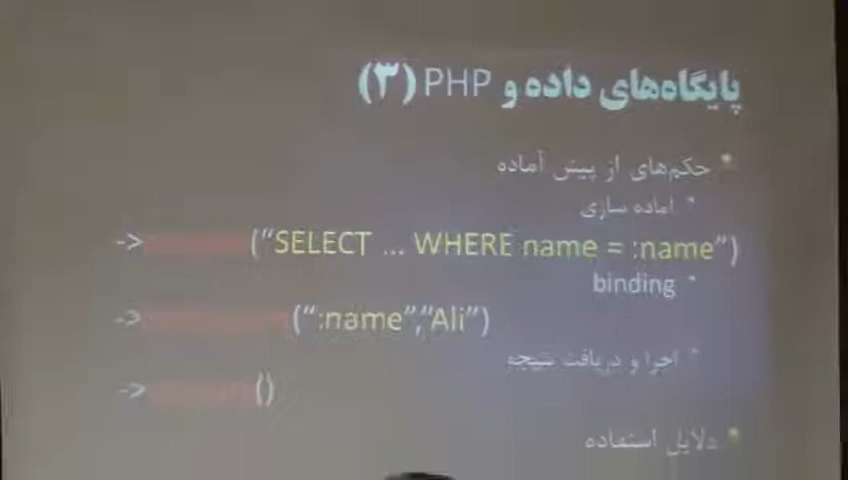 پایگاه‌های داده و PHP (۳)
حکم‌های از پیش آماده
آماده سازی
->("SELECT ... WHERE name = :name")
binding
->(":name","Ali")
اجرا و دریافت نتیجه
->()
دلایل استفاده